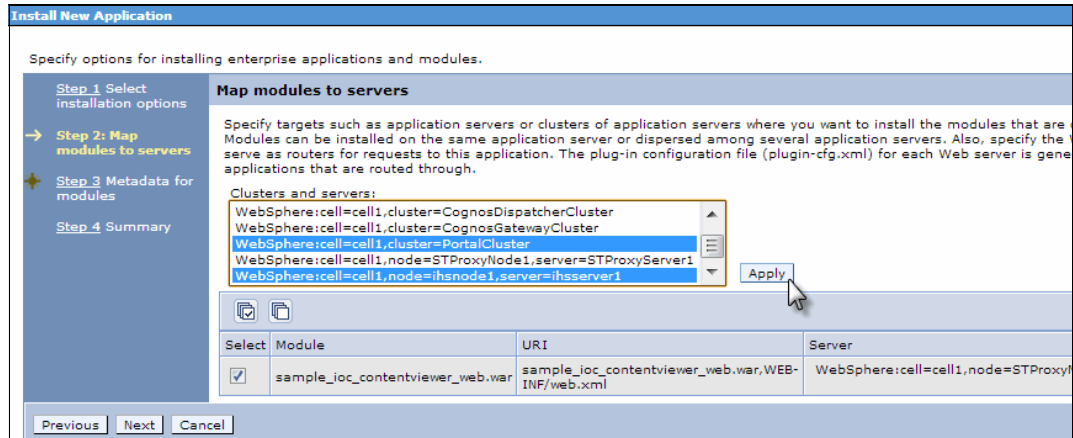 Install New Application
Specify options for installing enterprise applications and modules.
Step 1 Select
installation options
Step 2: Map
modules to servers
Step 3 Metadata for
modules
Step 4 Summary
Map modules to servers
Specify targets such as application servers or clusters of application servers where you want to install the modules that are
Modules can be installed on the same application server or dispersed among several application servers. Also, specify the
serve as routers for requests to this application. The plug-in configuration file (plugin-cfg.xml) for each Web server is gene
applications that are routed through.
Clusters and servers:
WebSphere:cell=cell1,cluster=CognosDispatcherCluster
WebSphere:cell=cell1,cluster=CognosGatewayCluster
WebSphere:cell=cell1,cluster=PortalCluster
WebSphere:cell=cell1,node=STProxyNode1,server=STProxyServer1
WebSphere:cell=cell1,node=ihsnode1,server=ihsserver1
Apply
Select Module URI Server
sample_ioc_contentviewer_web.war sample_ioc_contentviewer_web.war,WEB-
INF/web.xml WebSphere:cell=cell1,node=STProxy
Previous Next Cancel